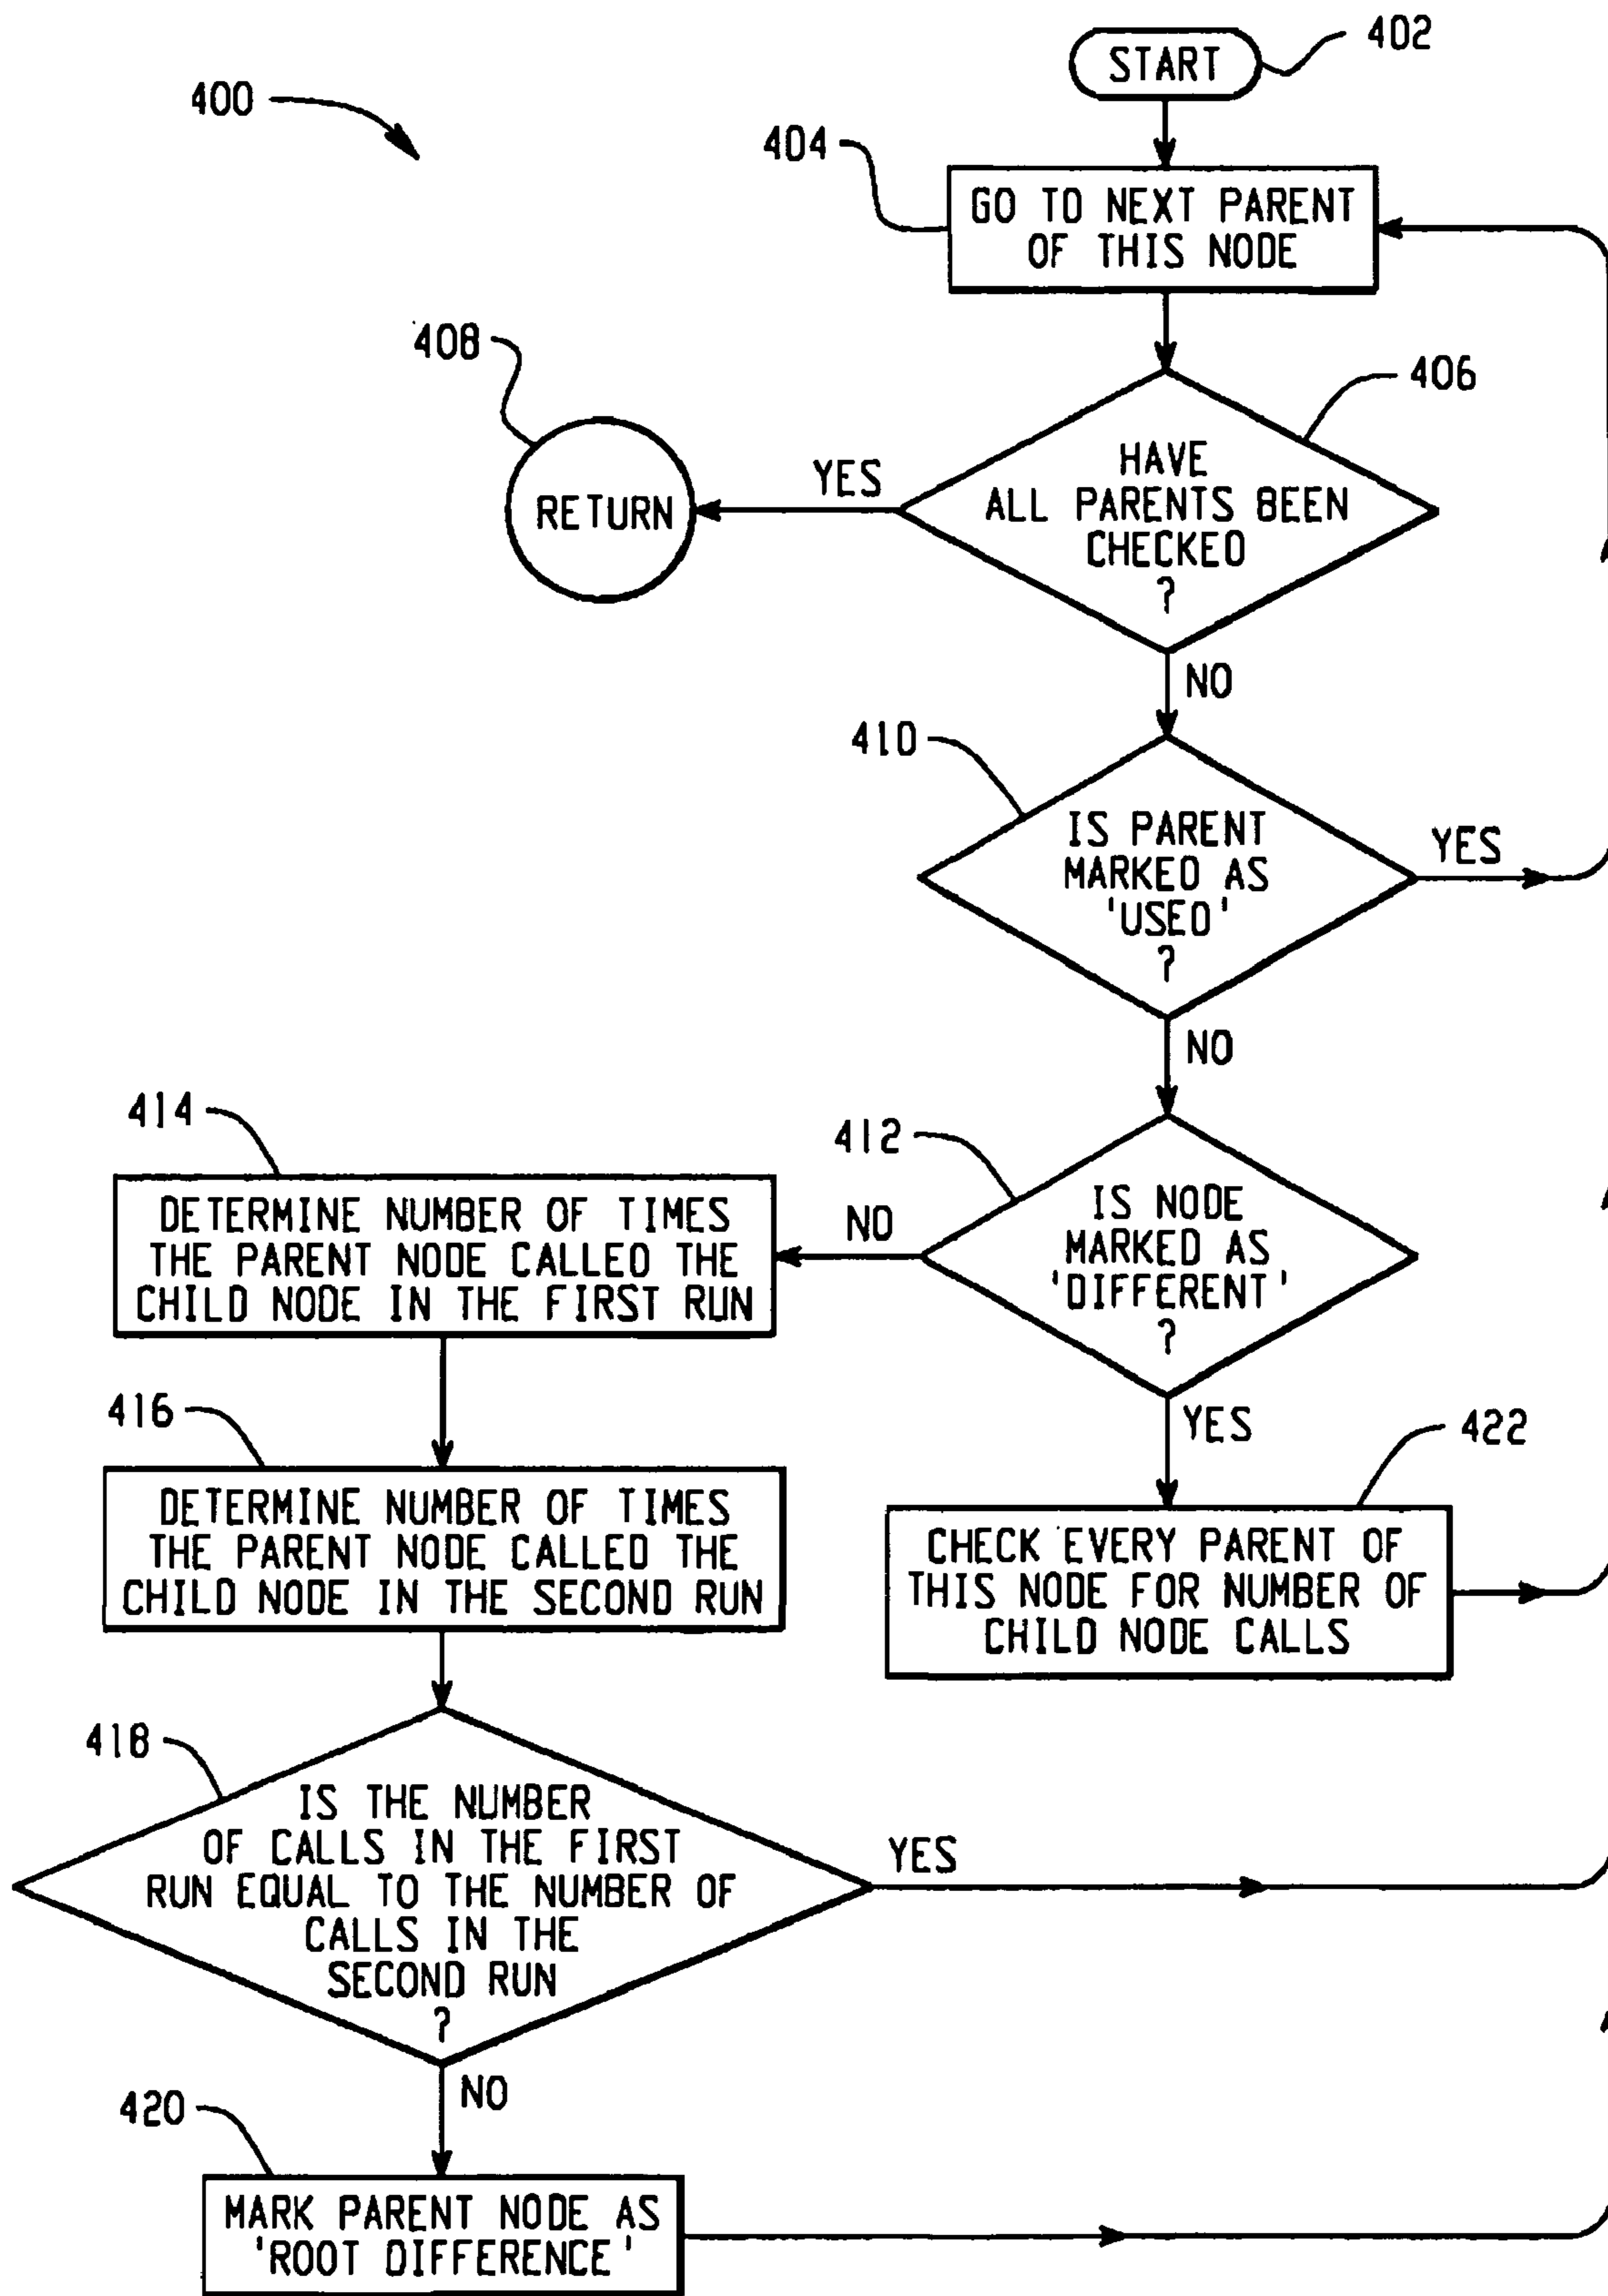 402
START
400
404
GO TO NEXT PARENT
OF THIS NODE
408
406
RETURN
YES
HAVE
ALL PARENTS BEEN
CHECKED
?
NO
410
IS PARENT
MARKED AS
'USED'
?
YES
NO
412
IS NODE
MARKED AS
'DIFFERENT'
?
NO
YES
414
DETERMINE NUMBER OF TIMES
THE PARENT NODE CALLED THE
CHILD NODE IN THE FIRST RUN
416
DETERMINE NUMBER OF TIMES
THE PARENT NODE CALLED THE
CHILD NODE IN THE SECOND RUN
422
CHECK EVERY PARENT OF
THIS NODE FOR NUMBER OF
CHILD NODE CALLS
418
IS THE NUMBER
OF CALLS IN THE FIRST
RUN EQUAL TO THE NUMBER OF
CALLS IN THE
SECOND RUN
?
YES
NO
420
MARK PARENT NODE AS
'ROOT DIFFERENCE'